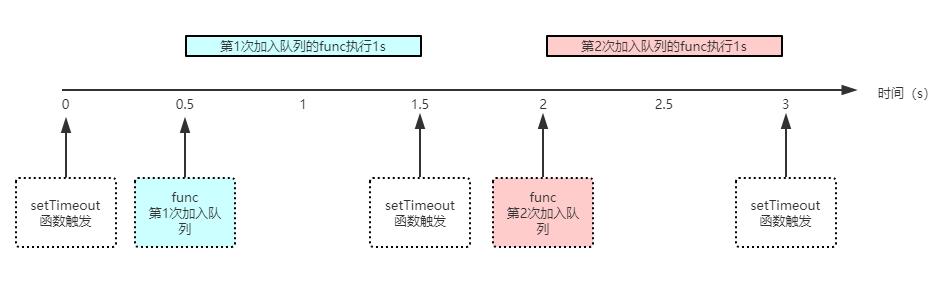 第1次加入队列的func执行1s
第2次加入队列的func执行1s
0
0.5
1
1.5
2
2.5
3
时间（s）
setTimeout
函数触发
func
第1次加入队
列
setTimeout
函数触发
func
第2次加入队
列
setTimeout
函数触发